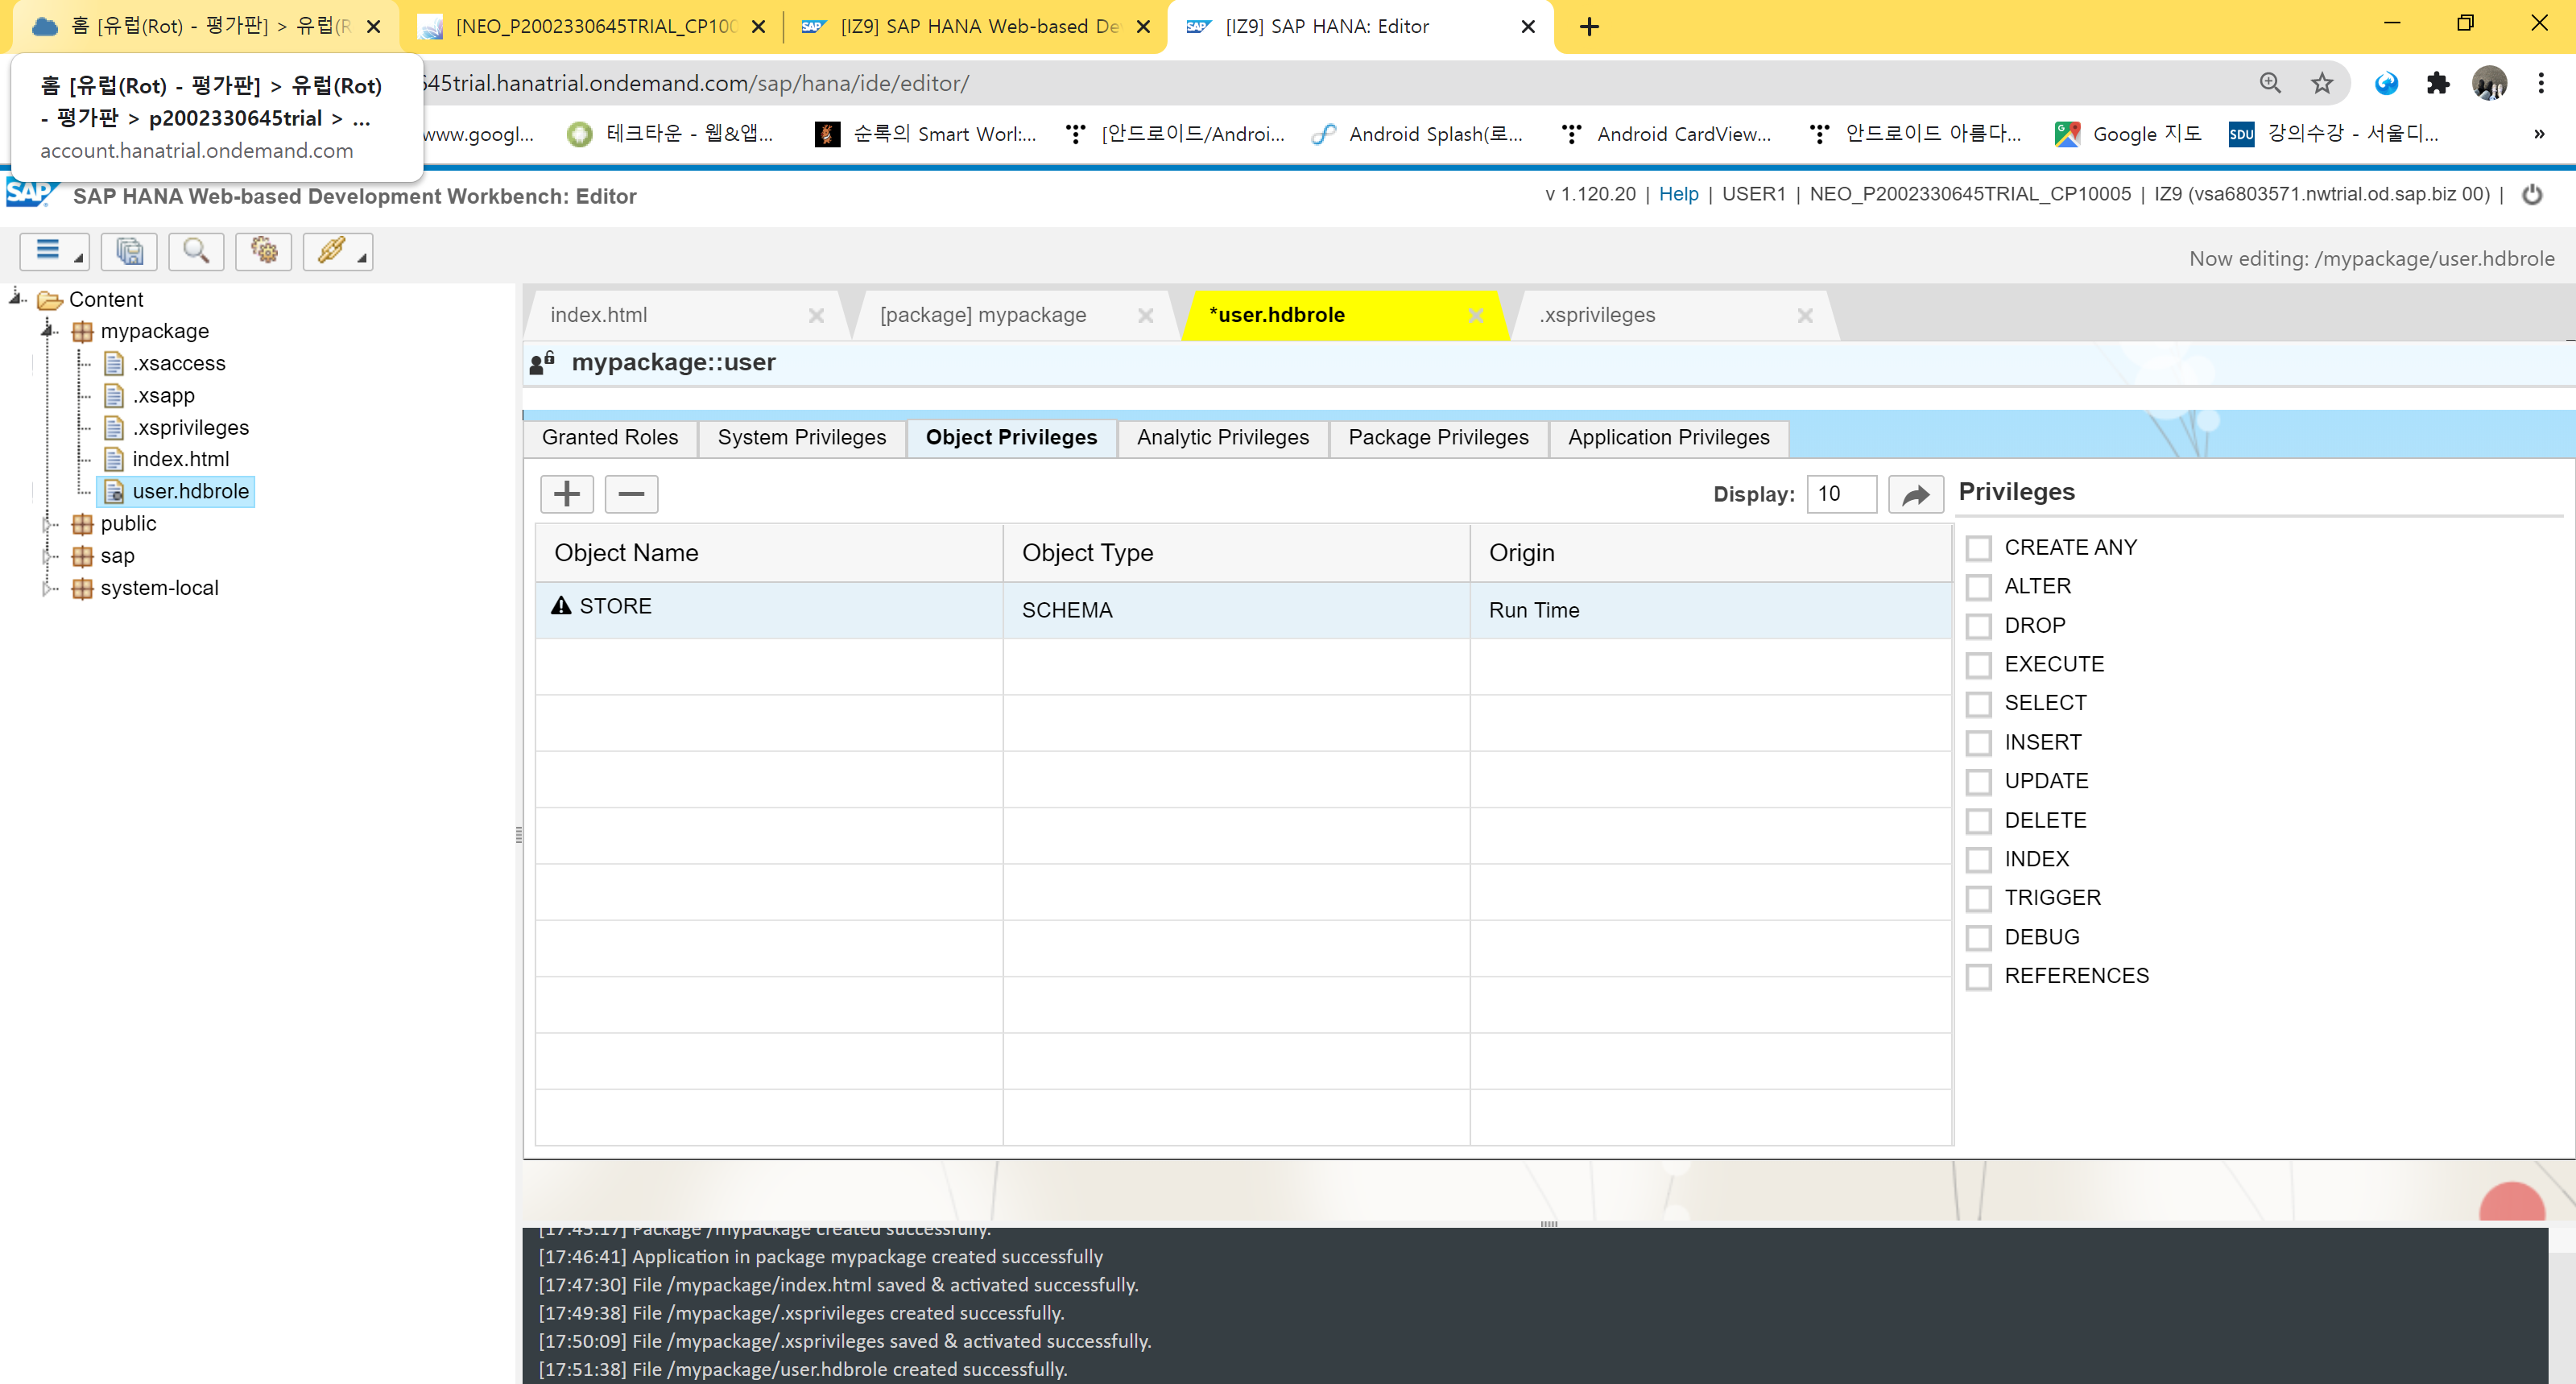 홈 [유럽(Rot) - 평가판] > 유럽(R
[NEO_P2002330645TRIAL_CP100
[IZ9] SAP HANA Web-based De
[IZ9] SAP HANA: Editor
홈 [유럽(Rot) - 평가판] > 유럽(Rot)
- 평가판 > p2002330645trial > ...
account.hanatrial.ondemand.com
645trial.hanatrial.ondemand.com/sap/hana/ide/editor/
www.googl...
테크타운 - 웹&앱...
순록의 Smart Worl:...
[안드로이드/Androi...
Android Splash(로...
Android CardView...
안드로이드 아름다...
Google 지도
SDU
강의수강 - 서울디...
»
SAP
SAP HANA Web-based Development Workbench: Editor
v 1.120.20 | Help | USER1 | NEO_P2002330645TRIAL_CP10005 | IZ9 (vsa6803571.nwtrial.od.sap.biz 00) |
Now editing: /mypackage/user.hdbrole
Content
mypackage
.xsaccess
.xsapp
.xsprivileges
index.html
user.hdbrole
public
sap
system-local
index.html
[package] mypackage
*user.hdbrole
.xsprivileges
mypackage::user
Granted Roles
System Privileges
Object Privileges
Analytic Privileges
Package Privileges
Application Privileges
Display: 10
Object Name
Object Type
Origin
STORE
SCHEMA
Run Time
Privileges
CREATE ANY
ALTER
DROP
EXECUTE
SELECT
INSERT
UPDATE
DELETE
INDEX
TRIGGER
DEBUG
REFERENCES
[17:45:17] Package /mypackage created successfully.
[17:46:41] Application in package mypackage created successfully
[17:47:30] File /mypackage/index.html saved & activated successfully.
[17:49:38] File /mypackage/.xsprivileges created successfully.
[17:50:09] File /mypackage/.xsprivileges saved & activated successfully.
[17:51:38] File /mypackage/user.hdbrole created successfully.